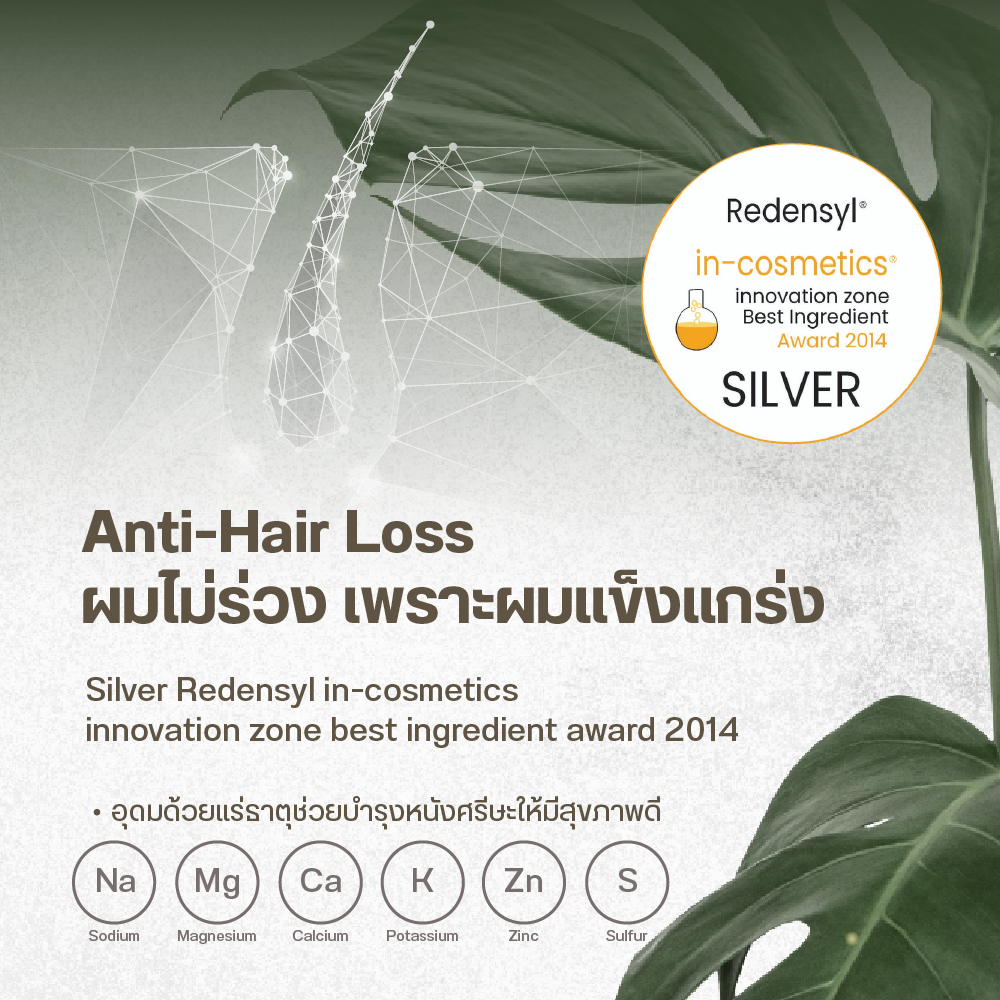 Redensyl®
in-cosmetics®
innovation zone
Best Ingredient
Award 2014
SILVER
Anti-Hair Loss
ผมไม่ร่วง เพราะผมแข็งแกร่ง
Silver Redensyl in-cosmetics
innovation zone best ingredient award 2014
• อุดมด้วยแร่ธาตุช่วยบำรุงหนังศรีษะให้มีสุขภาพดี
Na Mg Ca K Zn S
Sodium Magnesium Calcium Potassium Zinc Sulfur